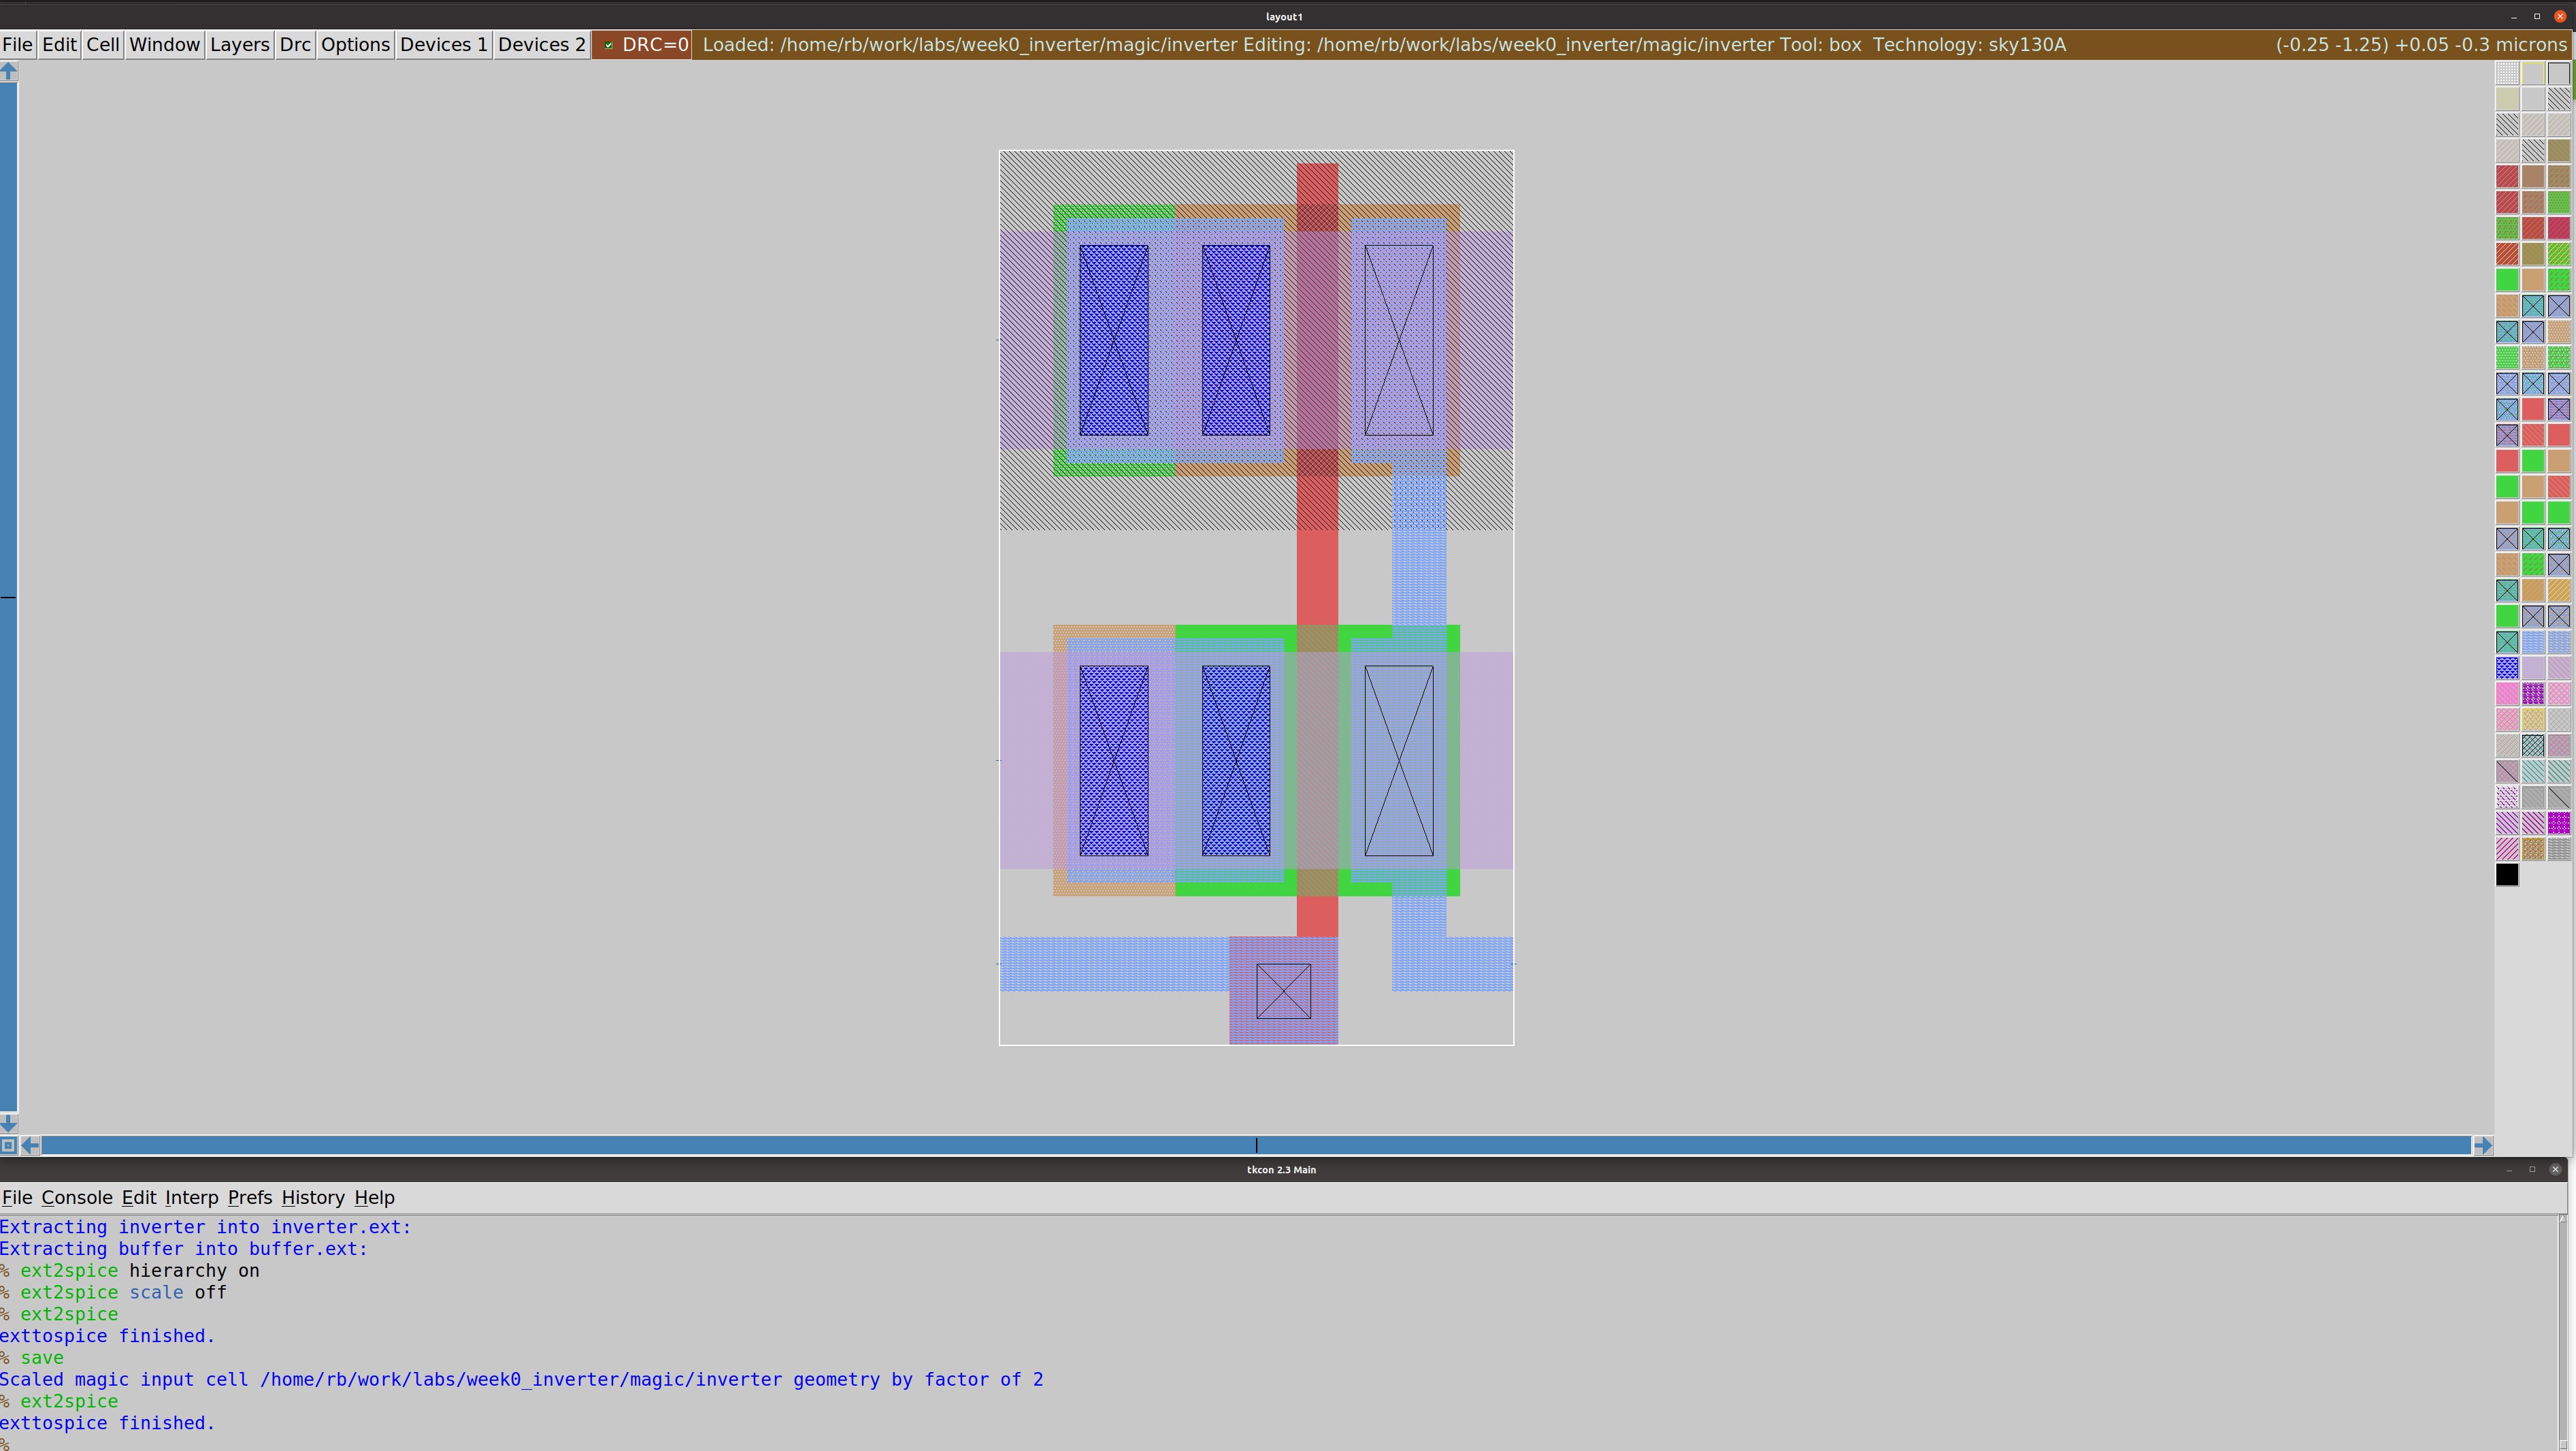 layout1
File Edit Cell Window Layers Drc Options Devices 1 Devices 2 DRC=0 Loaded: /home/rb/work/labs/week0_inverter/magic/inverter Editing: /home/rb/work/labs/week0_inverter/magic/inverter Tool: box Technology: sky130A (-0.25 -1.25) +0.05 -0.3 microns
tkcon 2.3 Main
File Console Edit Interp Prefs History Help
Extracting inverter into inverter.ext:
Extracting buffer into buffer.ext:
% ext2spice hierarchy on
% ext2spice scale off
% ext2spice
exttospice finished.
% save
Scaled magic input cell /home/rb/work/labs/week0_inverter/magic/inverter geometry by factor of 2
% ext2spice
exttospice finished.
%